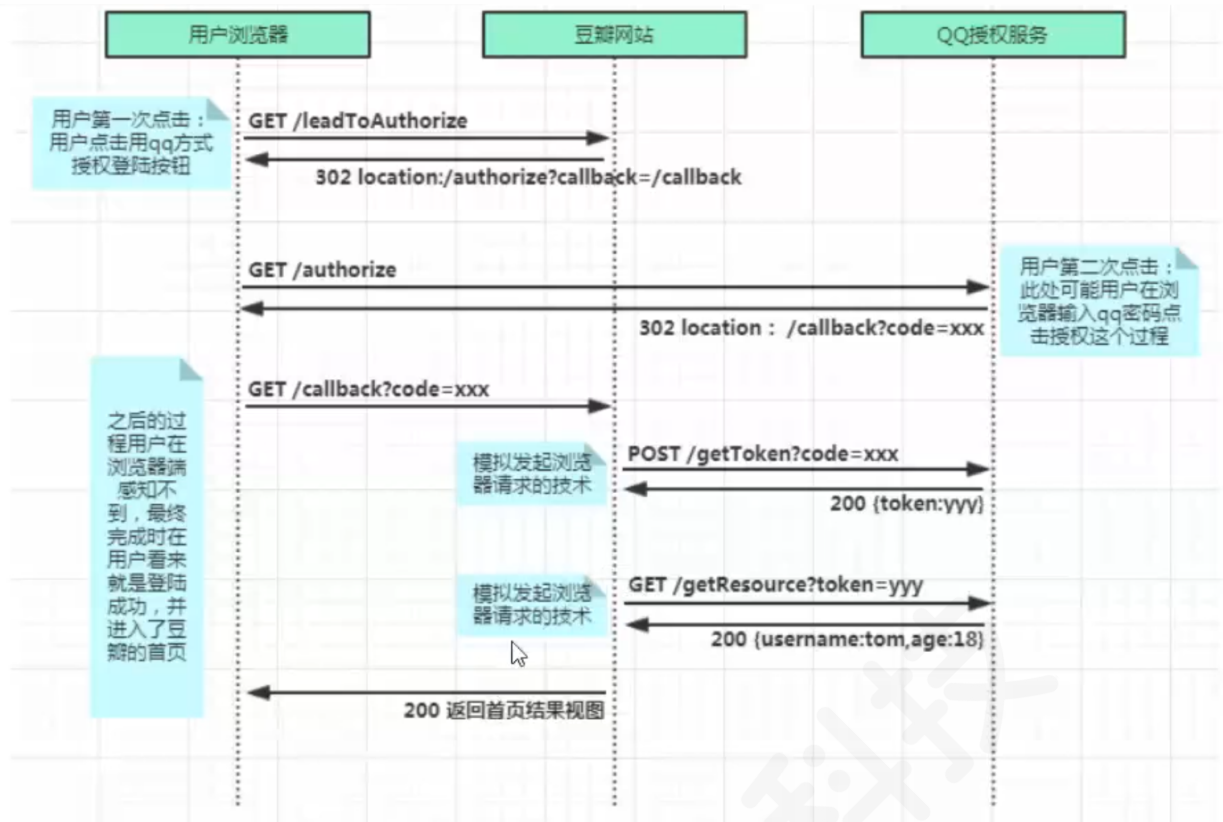 用户浏览器
豆瓣网站
QQ授权服务
用户第一次点击：
用户点击用qq方式
授权登陆按钮
GET /leadToAuthorize
302 location:/authorize?callback=/callback
GET /authorize
302 location： /callback?code=xxx
用户第二次点击：
此处可能用户在浏
览器输入qq密码点
击授权这个过程
GET /callback?code=xxx
之后的过
程用户在
浏览器端
感知不
到，最终
完成时在
用户看来
就是登陆
成功，并
进入了豆
瓣的首页
模拟发起浏览
器请求的技术
POST /getToken?code=xxx
200 {token:yyy}
模拟发起浏览
器请求的技术
GET /getResource?token=yyy
200 {username:tom,age:18}
200 返回首页结果视图
科技